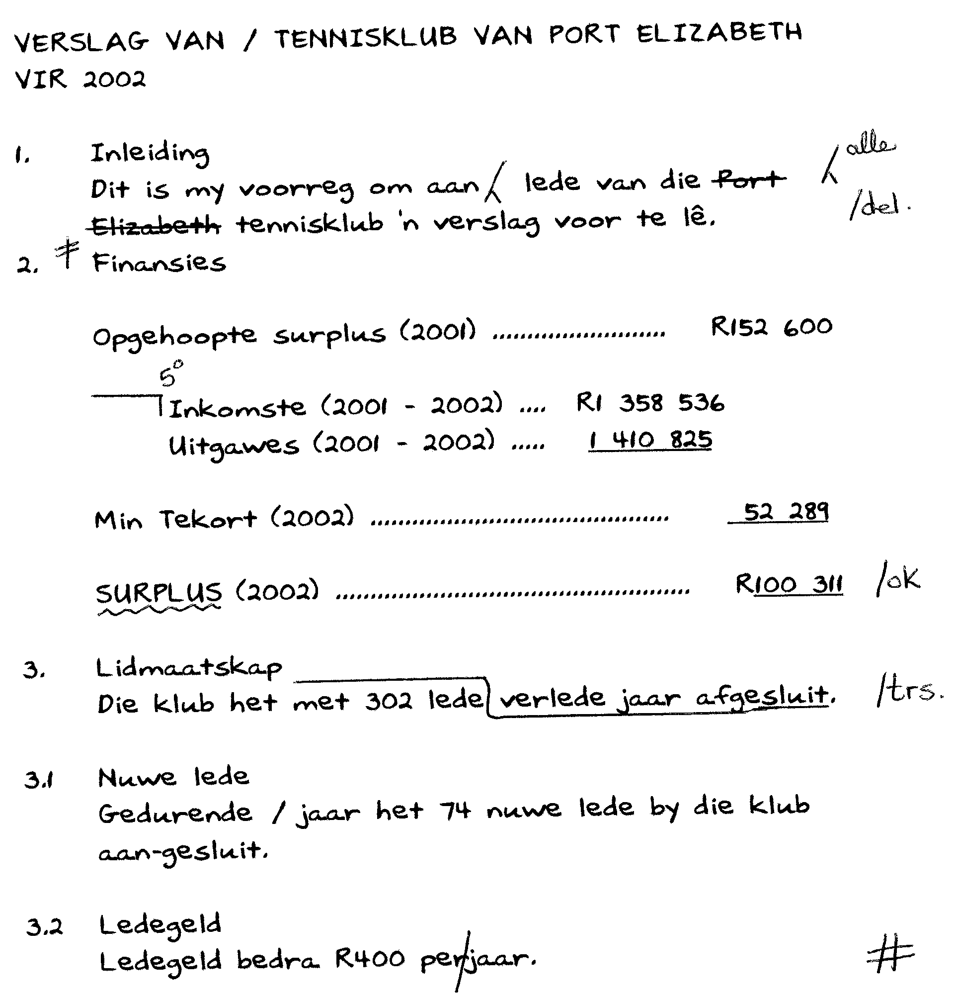 VERSLAG VAN / TENNISKLUB VAN PORT ELIZABETH
VIR 2002
1. Inleiding
alle
Dit is my voorreg om aan lede van die Port
/del.
Elizabeth tennisklub 'n verslag voor te lê.
2. Finansies
Opgehoopte surplus (2001) ......................... R152 600
5°
Inkomste (2001 - 2002) .... R1 358 536
Uitgawes (2001 - 2002) ..... 1 410 825
Min Tekort (2002) ........................................... 52 289
SURPLUS (2002) ................................................... R100 311 /ok
3. Lidmaatskap
Die klub het met 302 lede verlede jaar afgesluit. /trs.
3.1 Nuwe lede
Gedurende / jaar het 74 nuwe lede by die klub
aan-gesluit.
3.2 Ledegeld
Ledegeld bedra R400 per/jaar. #